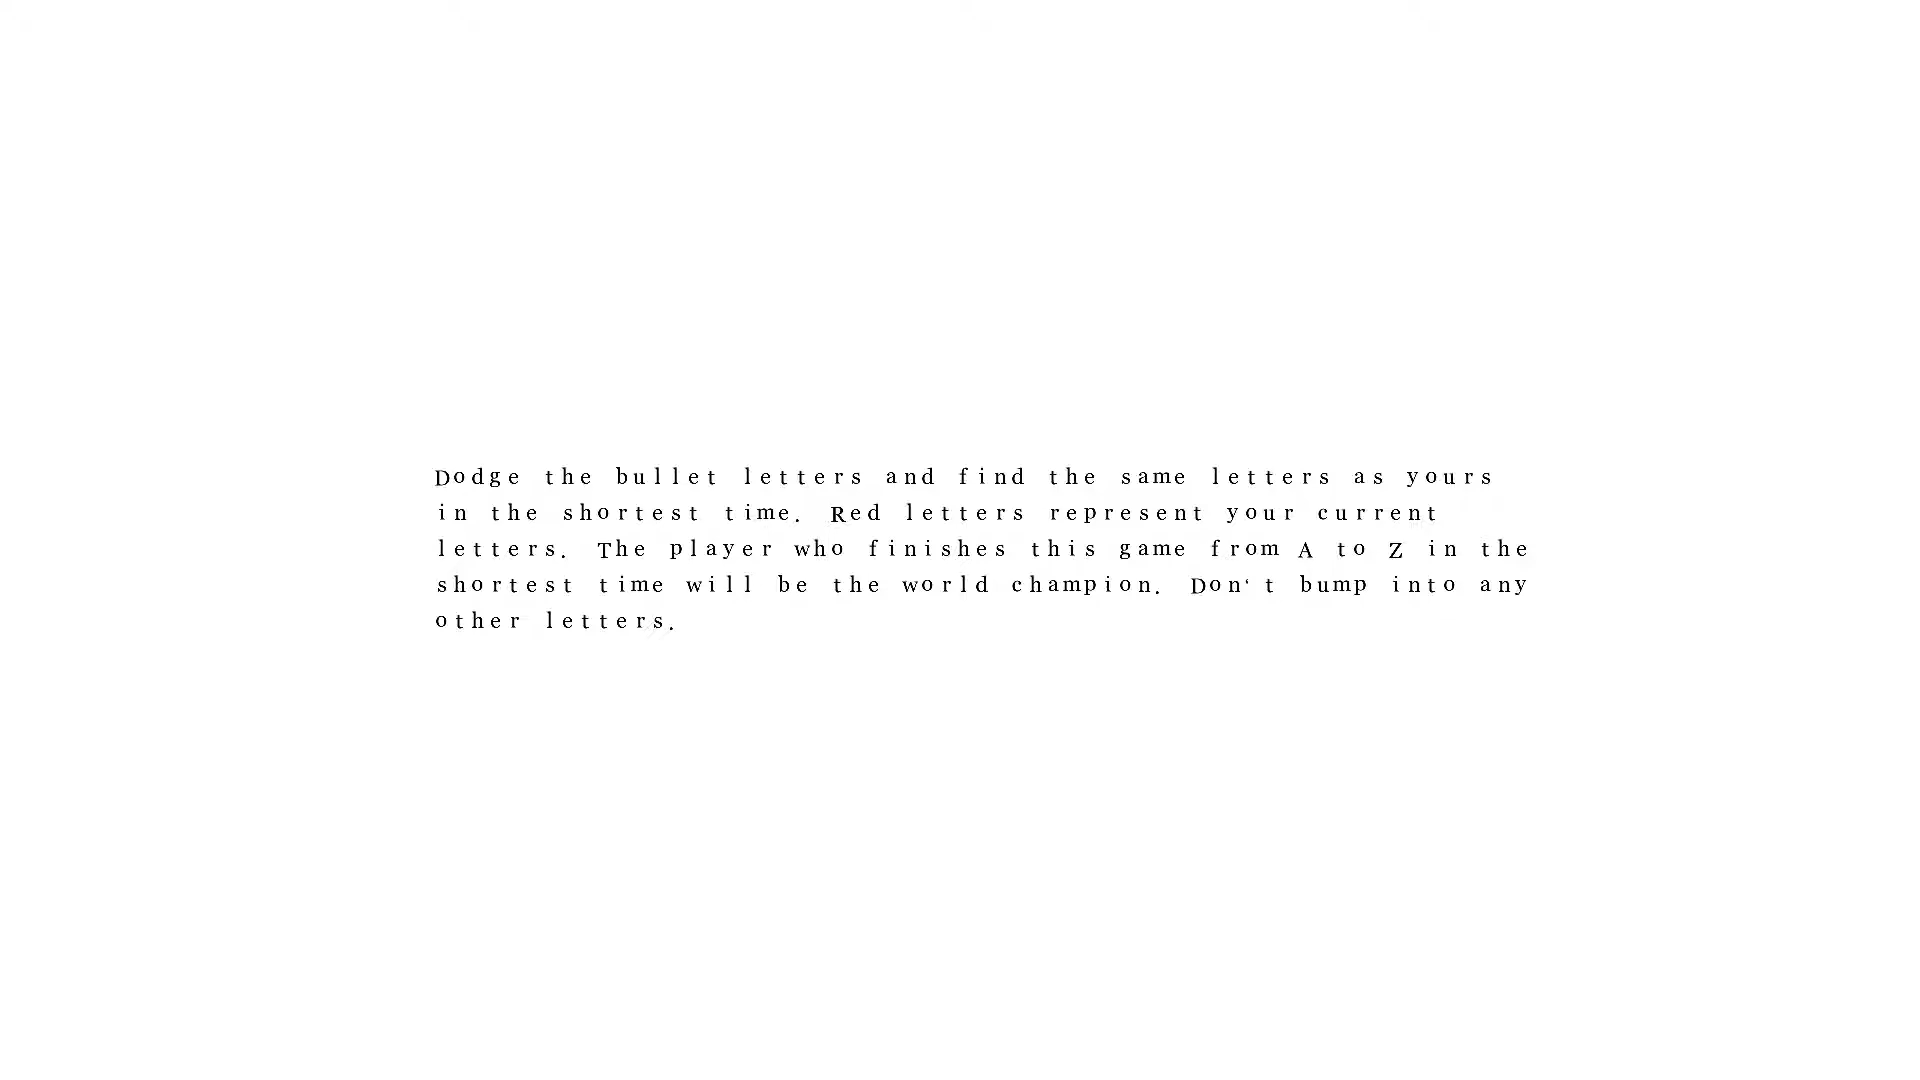 Dodge the bullet letters and find the same letters as yours
in the shortest time. Red letters represent your current
letters. The player who finishes this game from A to Z in the
shortest time will be the world champion. Don‘t bump into any
other letters.